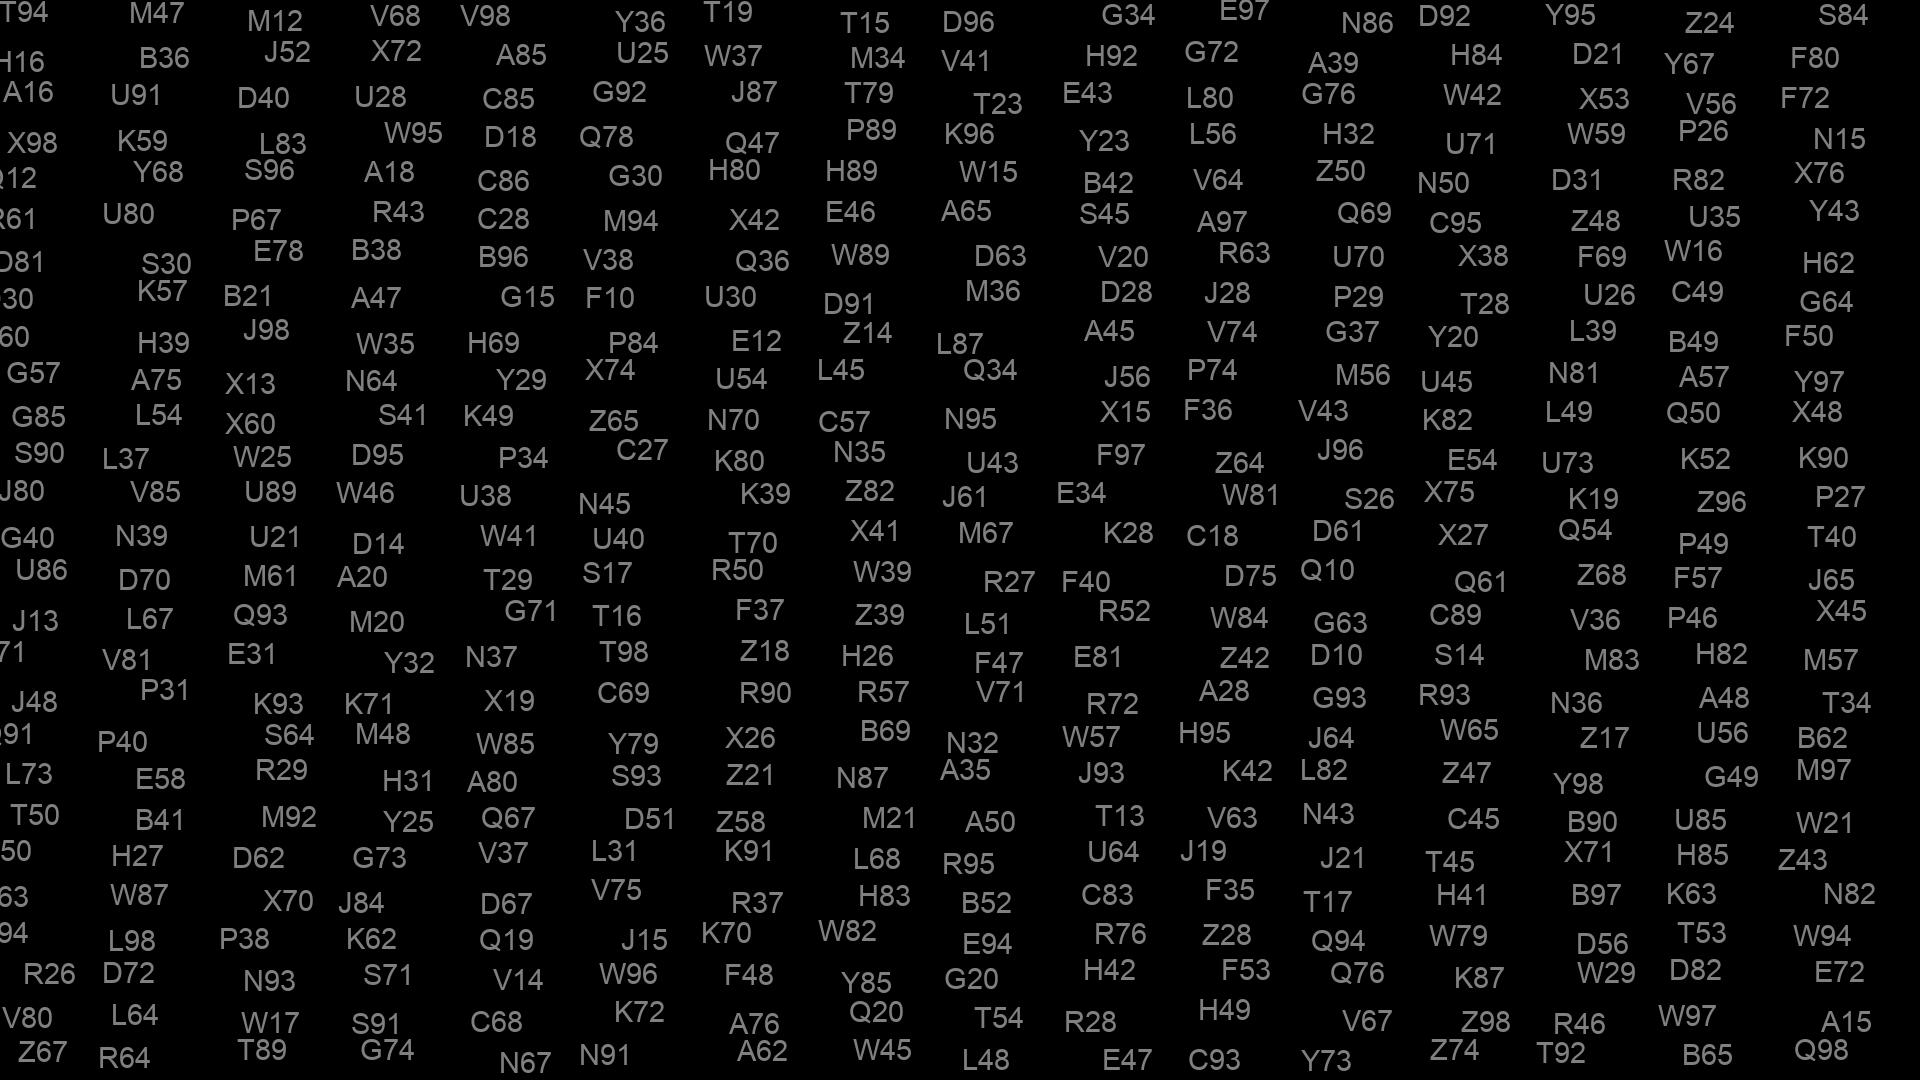 T94 M47 M12 V68 V98 Y36 T19 T15 D96 G34 E97 N86 D92 Y95 Z24 S84
H16 B36 J52 X72 A85 U25 W37 M34 V41 H92 G72 A39 H84 D21 Y67 F80
A16 U91 D40 U28 C85 G92 J87 T79 T23 E43 L80 G76 W42 X53 V56 F72
X98 K59 L83 W95 D18 Q78 Q47 P89 K96 Y23 L56 H32 U71 W59 P26 N15
Q12 Y68 S96 A18 C86 G30 H80 H89 W15 B42 V64 Z50 N50 D31 R82 X76
R61 U80 P67 R43 C28 M94 X42 E46 A65 S45 A97 Q69 C95 Z48 U35 Y43
D81 S30 E78 B38 B96 V38 Q36 W89 D63 V20 R63 U70 X38 F69 W16 H62
30 K57 B21 A47 G15 F10 U30 D91 M36 D28 J28 P29 T28 U26 C49 G64
60 H39 J98 W35 H69 P84 E12 Z14 L87 A45 V74 G37 Y20 L39 B49 F50
G57 A75 X13 N64 Y29 X74 U54 L45 Q34 J56 P74 M56 U45 N81 A57 Y97
G85 L54 X60 S41 K49 Z65 N70 C57 N95 X15 F36 V43 K82 L49 Q50 X48
S90 L37 W25 D95 P34 C27 K80 N35 U43 F97 Z64 J96 E54 U73 K52 K90
J80 V85 U89 W46 U38 N45 K39 Z82 J61 E34 W81 S26 X75 K19 Z96 P27
G40 N39 U21 D14 W41 U40 T70 X41 M67 K28 C18 D61 X27 Q54 P49 T40
U86 D70 M61 A20 T29 S17 R50 W39 R27 F40 D75 Q10 Q61 Z68 F57 J65
J13 L67 Q93 M20 G71 T16 F37 Z39 L51 R52 W84 G63 C89 V36 P46 X45
71 V81 E31 Y32 N37 T98 Z18 H26 F47 E81 Z42 D10 S14 M83 H82 M57
J48 P31 K93 K71 X19 C69 R90 R57 V71 R72 A28 G93 R93 N36 A48 T34
91 P40 S64 M48 W85 Y79 X26 B69 N32 W57 H95 J64 W65 Z17 U56 B62
L73 E58 R29 H31 A80 S93 Z21 N87 A35 J93 K42 L82 Z47 Y98 G49 M97
T50 B41 M92 Y25 Q67 D51 Z58 M21 A50 T13 V63 N43 C45 B90 U85 W21
50 H27 D62 G73 V37 L31 K91 L68 R95 U64 J19 J21 T45 X71 H85 Z43
63 W87 X70 J84 D67 V75 R37 H83 B52 C83 F35 T17 H41 B97 K63 N82
94 L98 P38 K62 Q19 J15 K70 W82 E94 R76 Z28 Q94 W79 D56 T53 W94
R26 D72 N93 S71 V14 W96 F48 Y85 G20 H42 F53 Q76 K87 W29 D82 E72
V80 L64 W17 S91 C68 K72 A76 Q20 T54 R28 H49 V67 Z98 R46 W97 A15
Z67 R64 T89 G74 N67 N91 A62 W45 L48 E47 C93 Y73 Z74 T92 B65 Q98